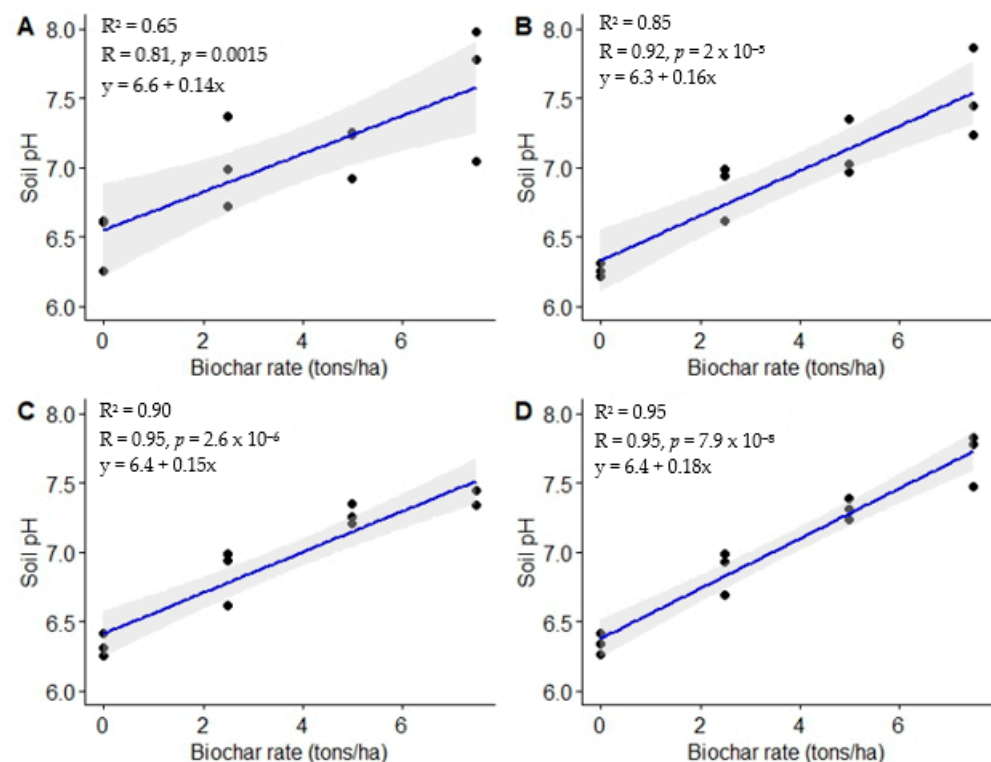 A
R² = 0.65
R = 0.81, p = 0.0015
y = 6.6 + 0.14x
8.0
7.5
7.0
6.5
6.0
Soil pH
0 2 4 6
Biochar rate (tons/ha)
B
R² = 0.85
R = 0.92, p = 2 x 10⁻⁵
y = 6.3 + 0.16x
8.0
7.5
7.0
6.5
6.0
Soil pH
0 2 4 6
Biochar rate (tons/ha)
C
R² = 0.90
R = 0.95, p = 2.6 x 10⁻⁶
y = 6.4 + 0.15x
8.0
7.5
7.0
6.5
6.0
Soil pH
0 2 4 6
Biochar rate (tons/ha)
D
R² = 0.95
R = 0.95, p = 7.9 x 10⁻⁸
y = 6.4 + 0.18x
8.0
7.5
7.0
6.5
6.0
Soil pH
0 2 4 6
Biochar rate (tons/ha)